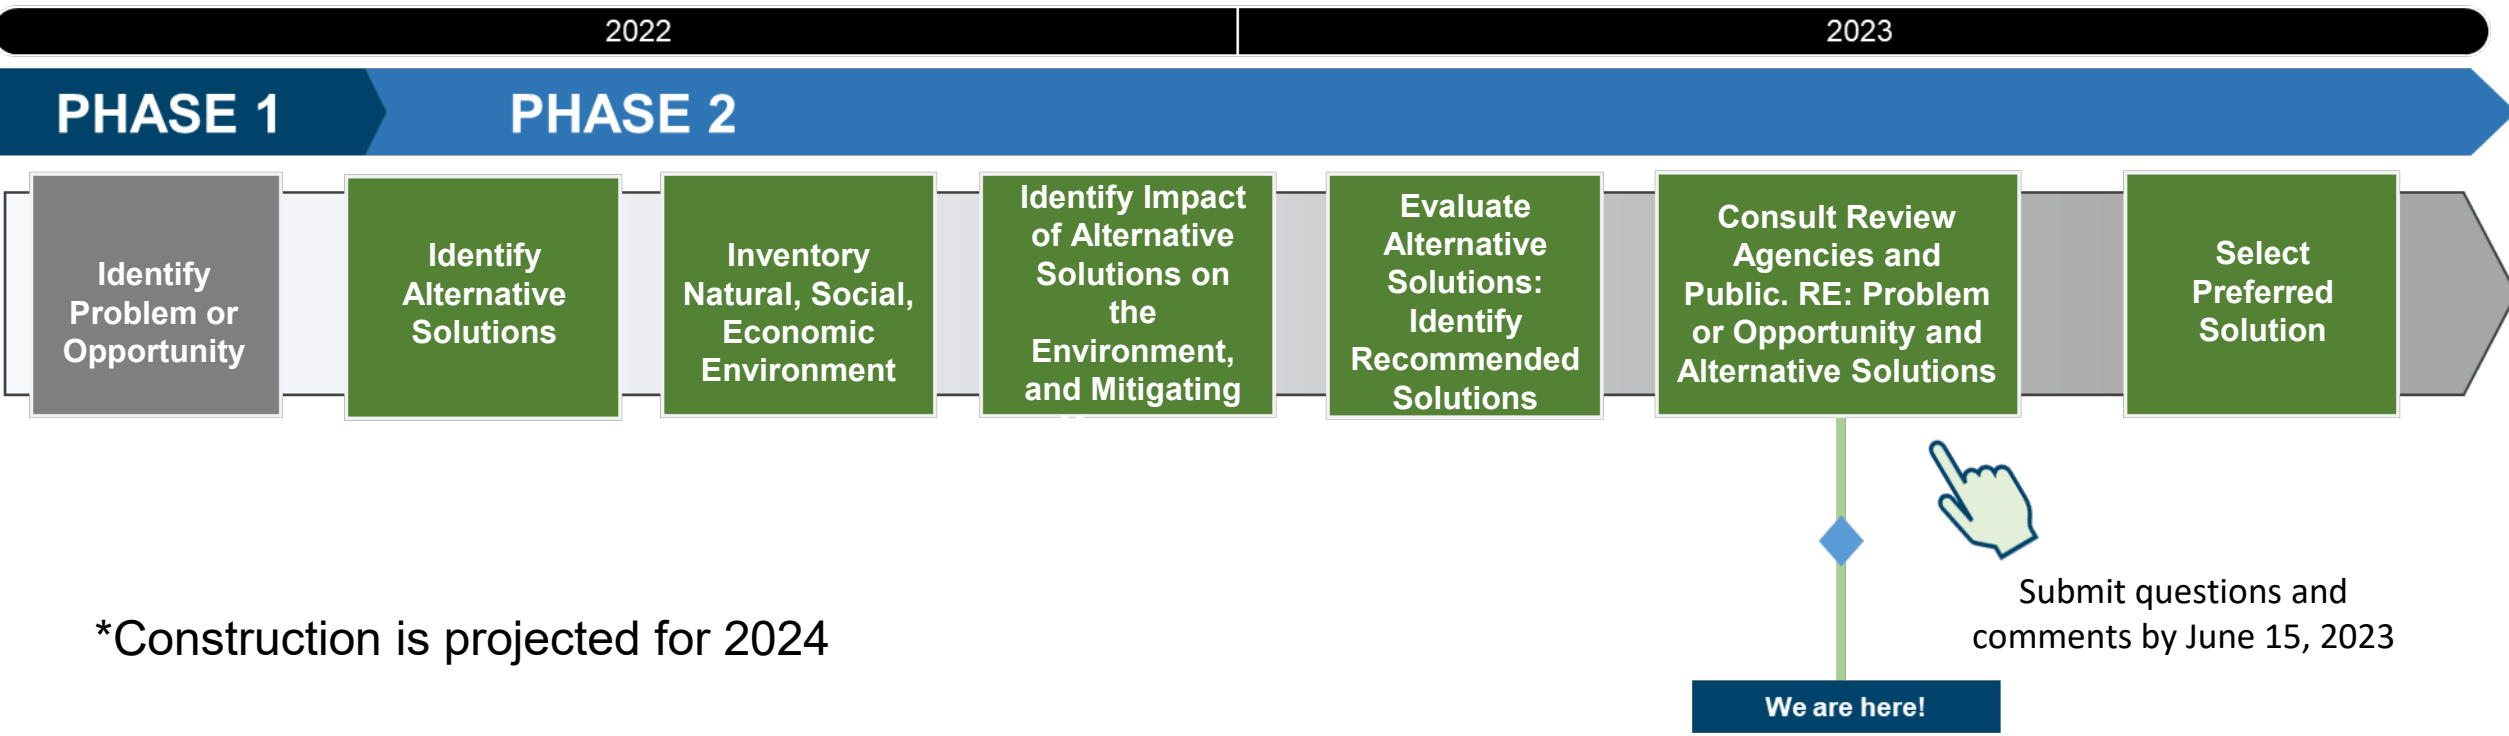 2022
2023
PHASE 1
PHASE 2
Identify
Problem or
Opportunity
Identify
Alternative
Solutions
Inventory
Natural, Social,
Economic
Environment
Identify Impact
of Alternative
Solutions on
the
Environment,
and Mitigating
Evaluate
Alternative
Solutions:
Identify
Recommended
Solutions
Consult Review
Agencies and
Public. RE: Problem
or Opportunity and
Alternative Solutions
Select
Preferred
Solution
Submit questions and
comments by June 15, 2023
*Construction is projected for 2024
We are here!